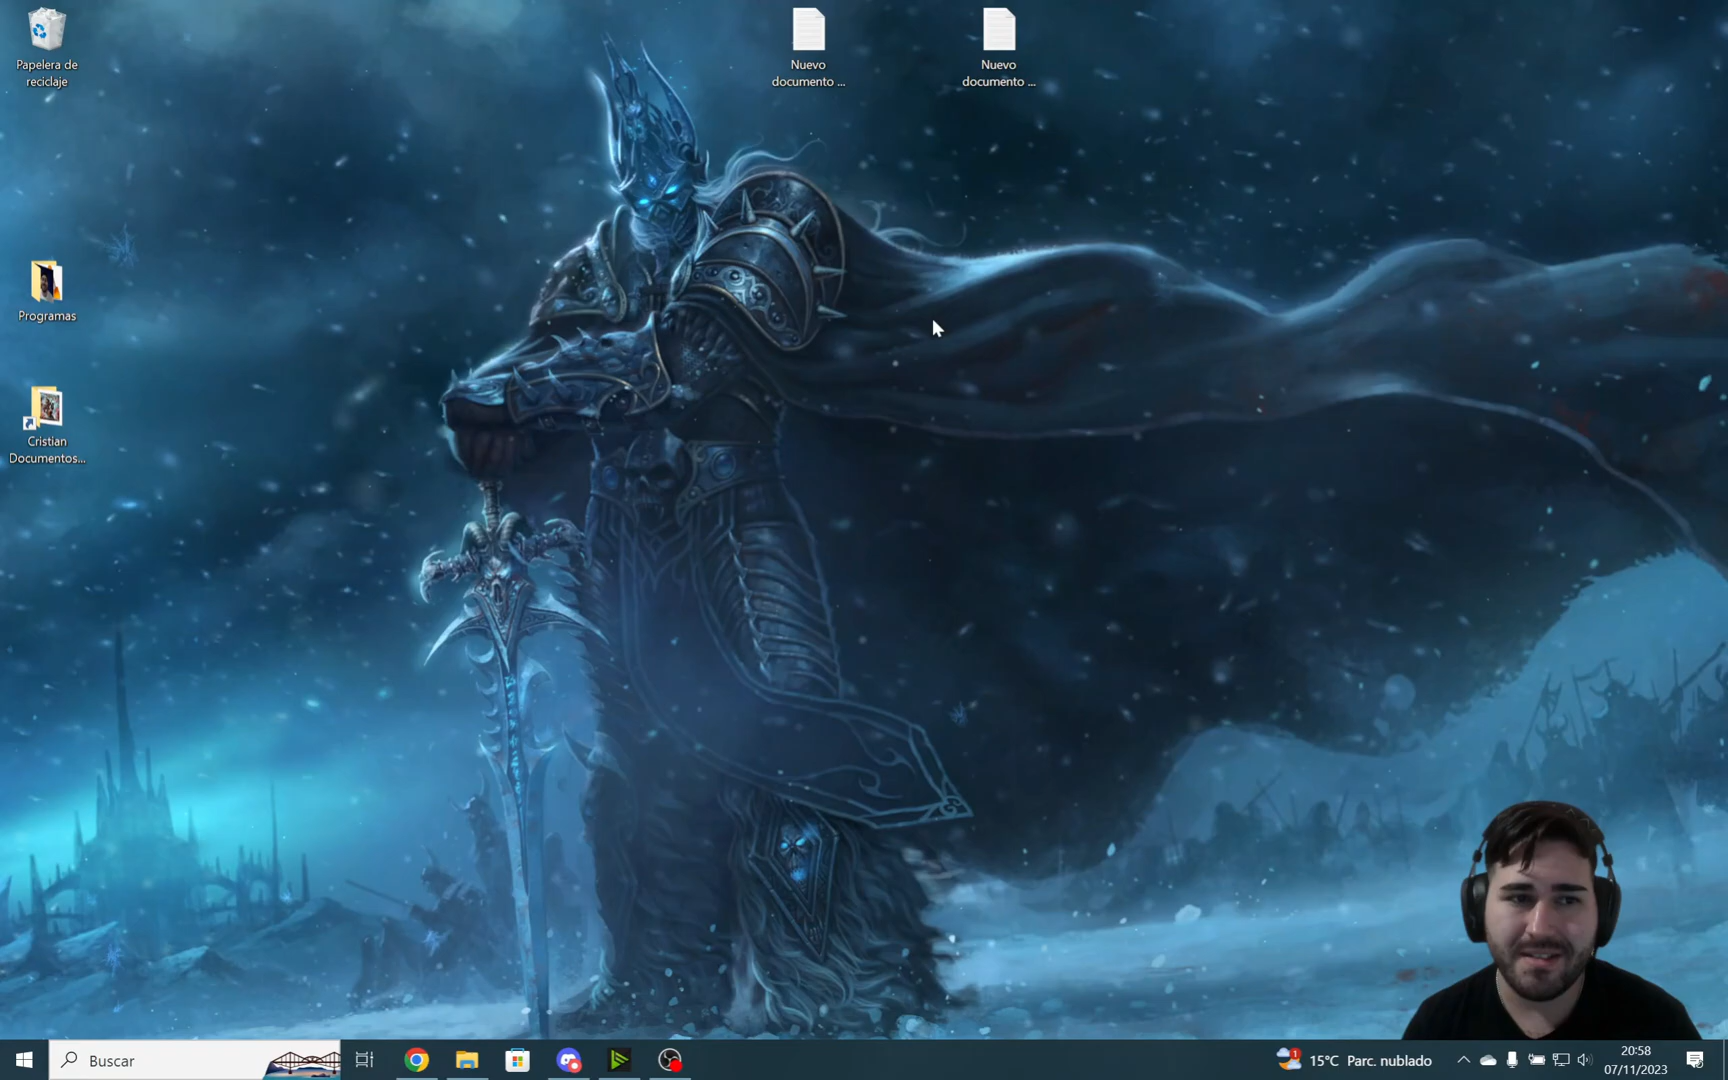 Papelera de
reciclaje
Nuevo
documento ...
Nuevo
documento ...
Programas
Cristian
Documentos...
Buscar
1
15°C Parc. nublado
20:58
07/11/2023